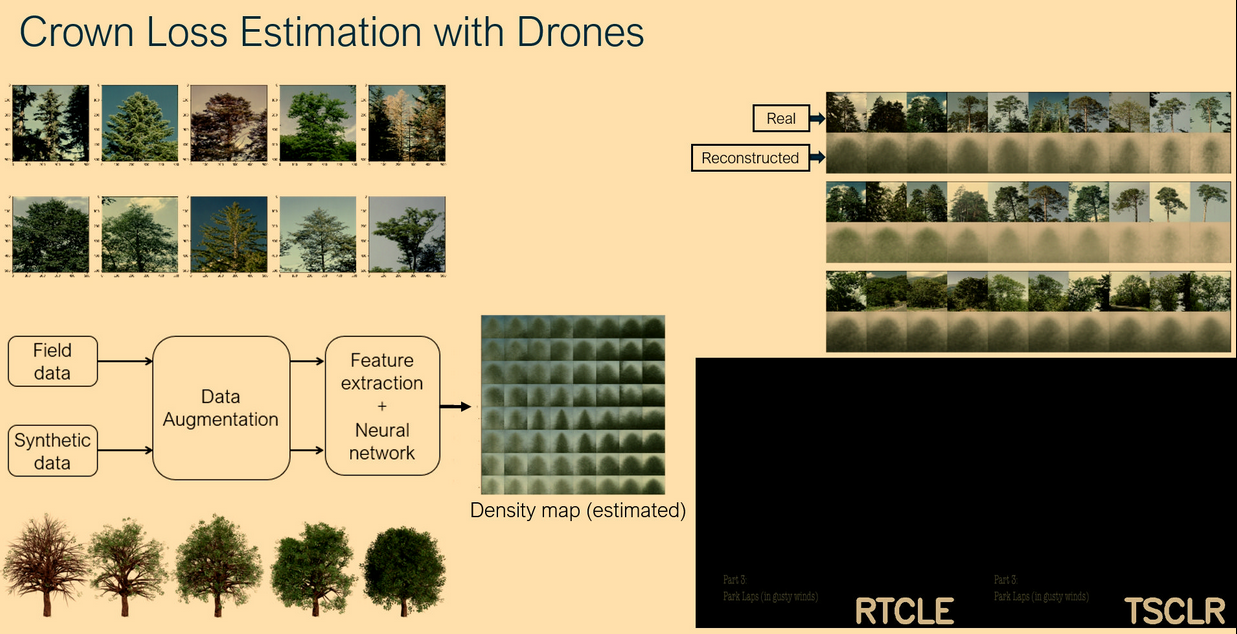 Crown Loss Estimation with Drones
Real
Reconstructed
Field
data
Synthetic
data
Data
Augmentation
Feature
extraction
+
Neural
network
Density map (estimated)
Part 3:
Park Laps (in gusty winds)
RTCLE
Part 3:
Park Laps (in gusty winds)
TSCLR